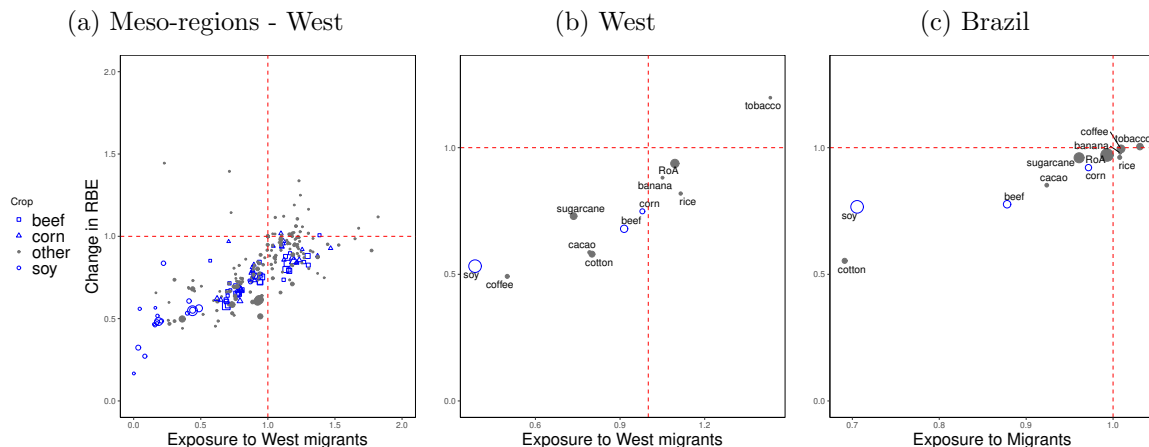 (a) Meso-regions - West
(b) West
(c) Brazil
Crop
beef
corn
other
soy
Change in RBE
2.0
1.5
1.0
0.5
0.0
0.0 0.5 1.0 1.5 2.0
Exposure to West migrants
1.0
0.5
0.0
tobacco
RoA
banana
corn
rice
sugarcane
beef
cacao
cotton
soy
coffee
0.6 0.9 1.2
Exposure to West migrants
1.0
0.5
0.0
coffee
tobacco
banana
sugarcane
RoA
rice
corn
cacao
beef
soy
cotton
0.7 0.8 0.9 1.0
Exposure to Migrants